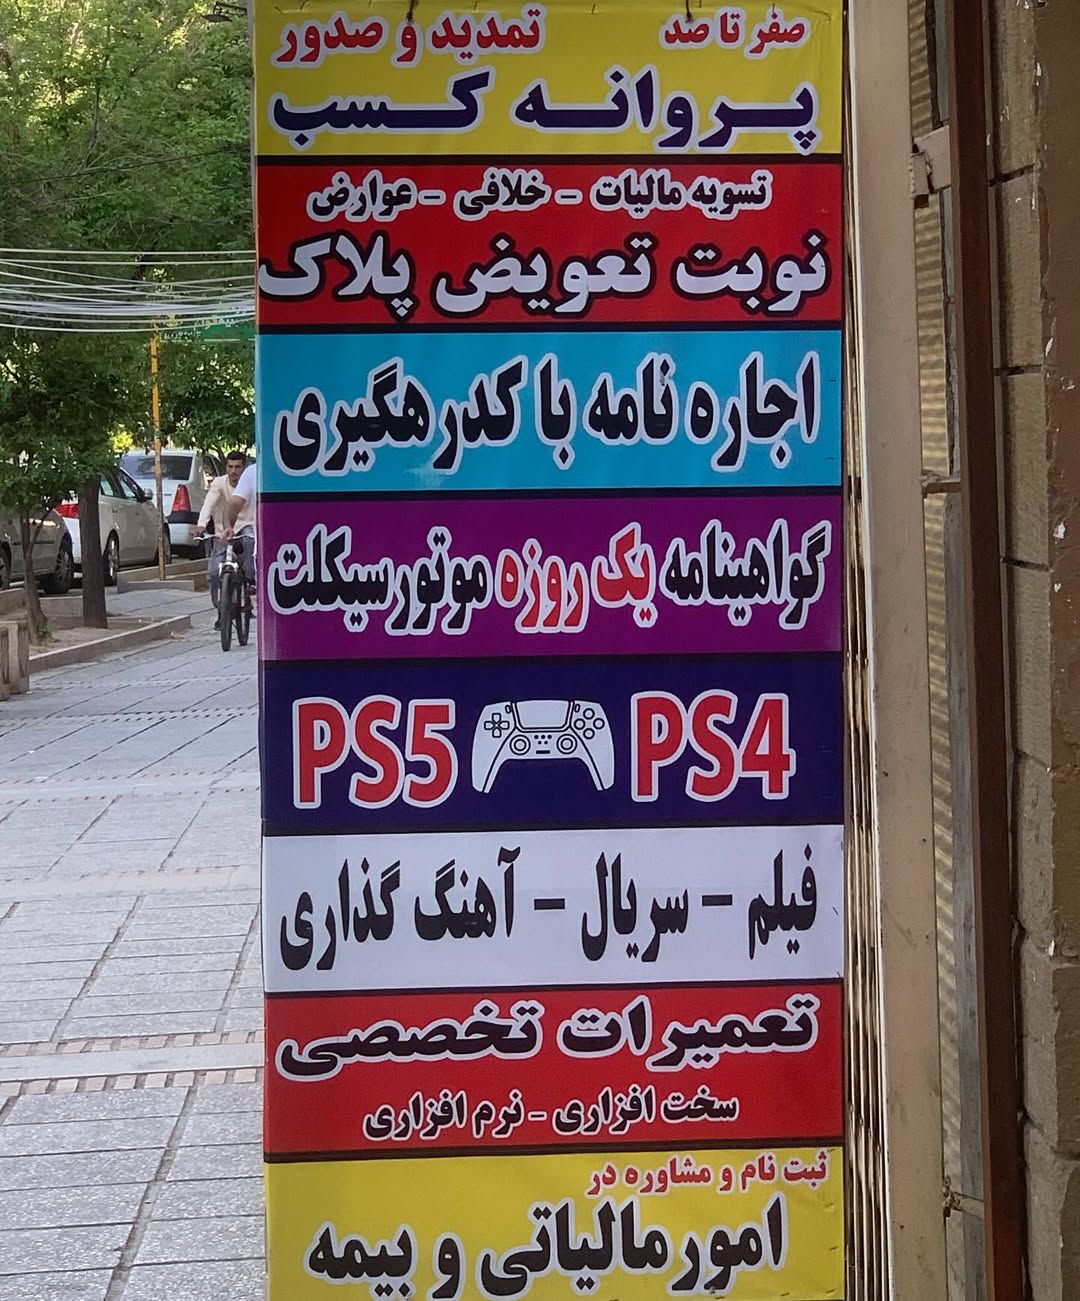 صفر تا صد تمدید و صدور
پروانه کسب
تسویه مالیات - خلافی - عوارض
نوبت تعویض پلاک
اجاره نامه با کدرهگیری
گواهینامه یک روزه موتورسیکلت
PS5 PS4
فیلم - سریال - آهنگ گذاری
تعمیرات تخصصی
سخت افزاری - نرم افزاری
ثبت نام و مشاوره در
امورمالیاتی و بیمه